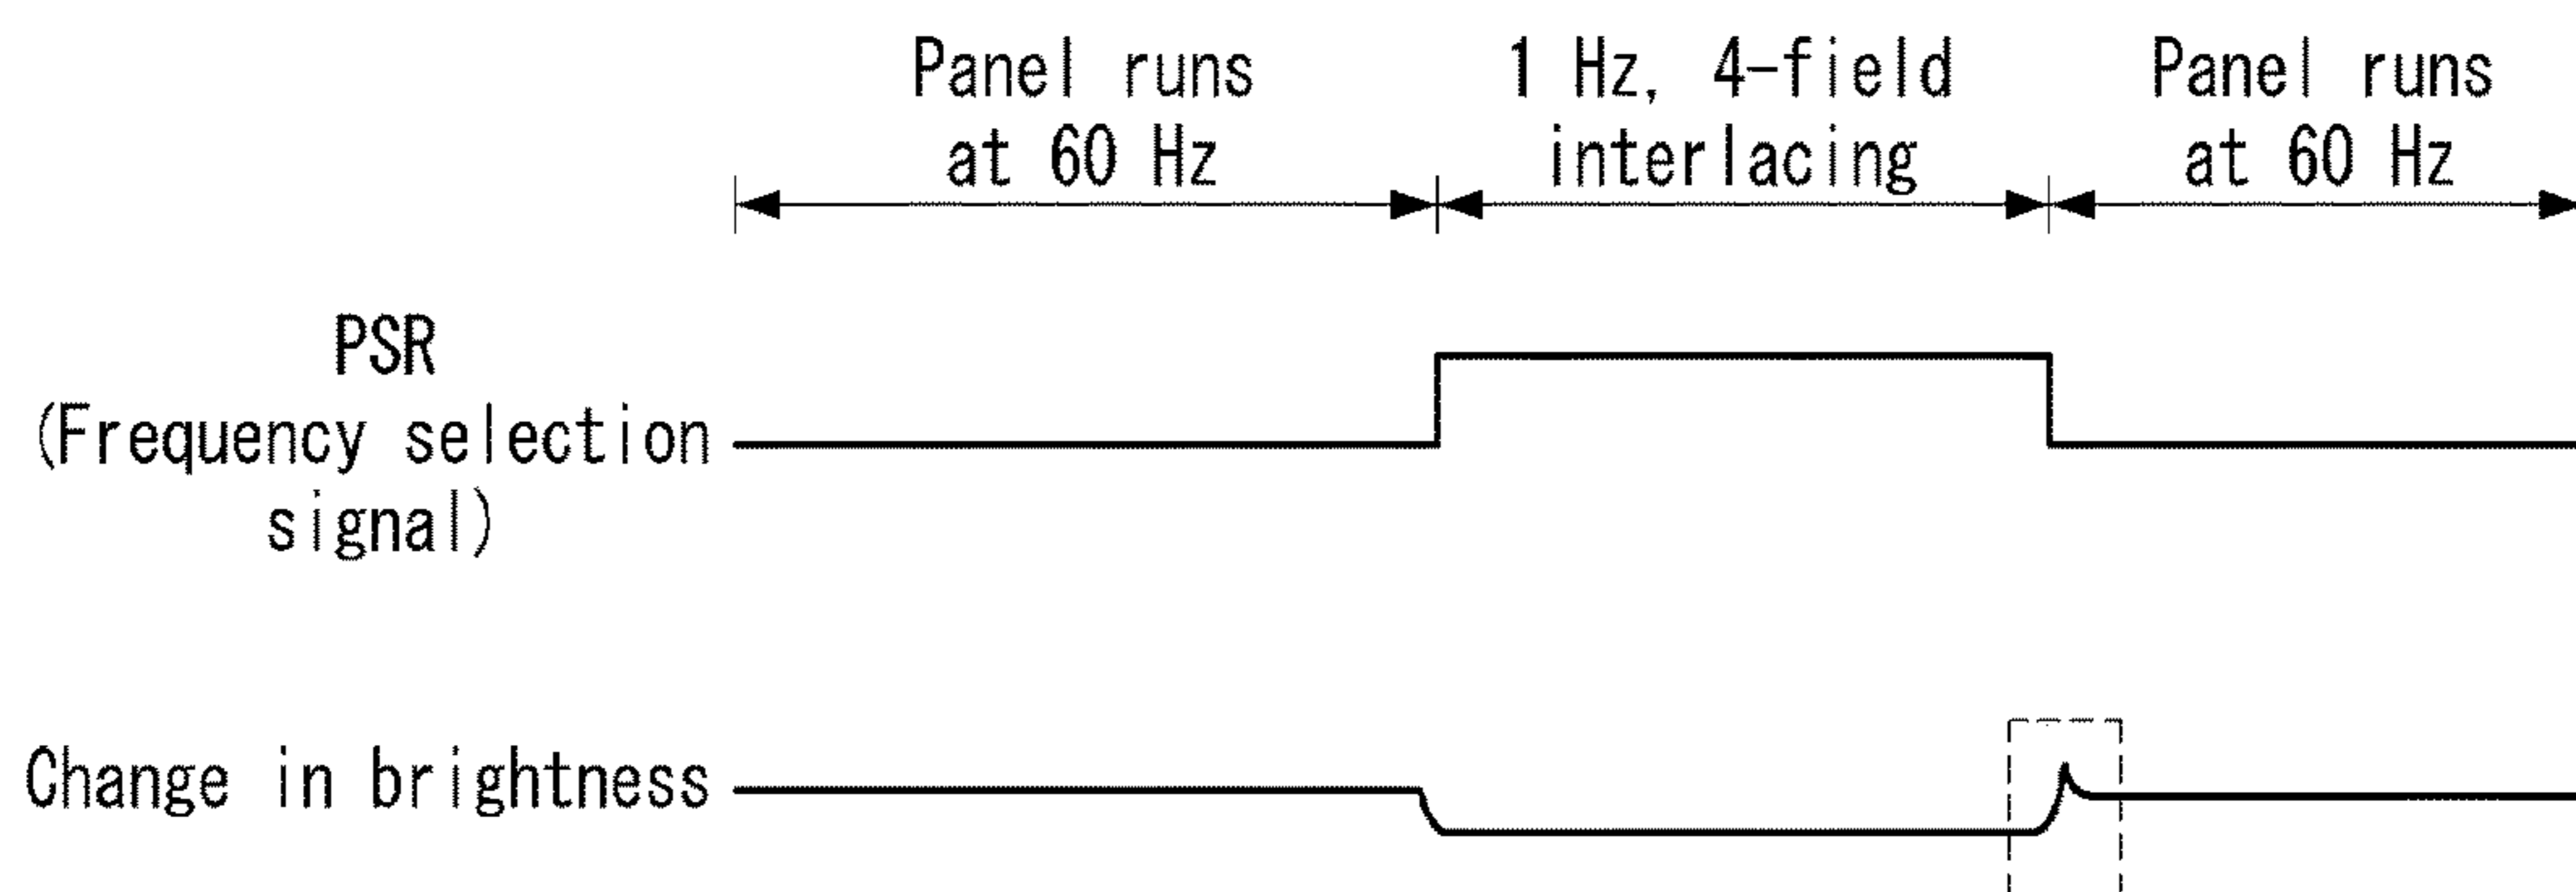 Panel runs
at 60 Hz
1 Hz, 4-field
interlacing
Panel runs
at 60 Hz
PSR
(Frequency selection
signal)
Change in brightness